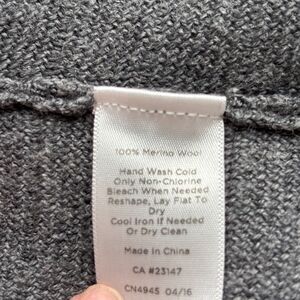 100% Merino Wool
Hand Wash Cold
Only Non-Chlorine
Bleach When Needed
Reshape, Lay Flat To
Dry
Cool Iron If Needed
Or Dry Clean
Made in China
CA #23147
CN4945 04/16